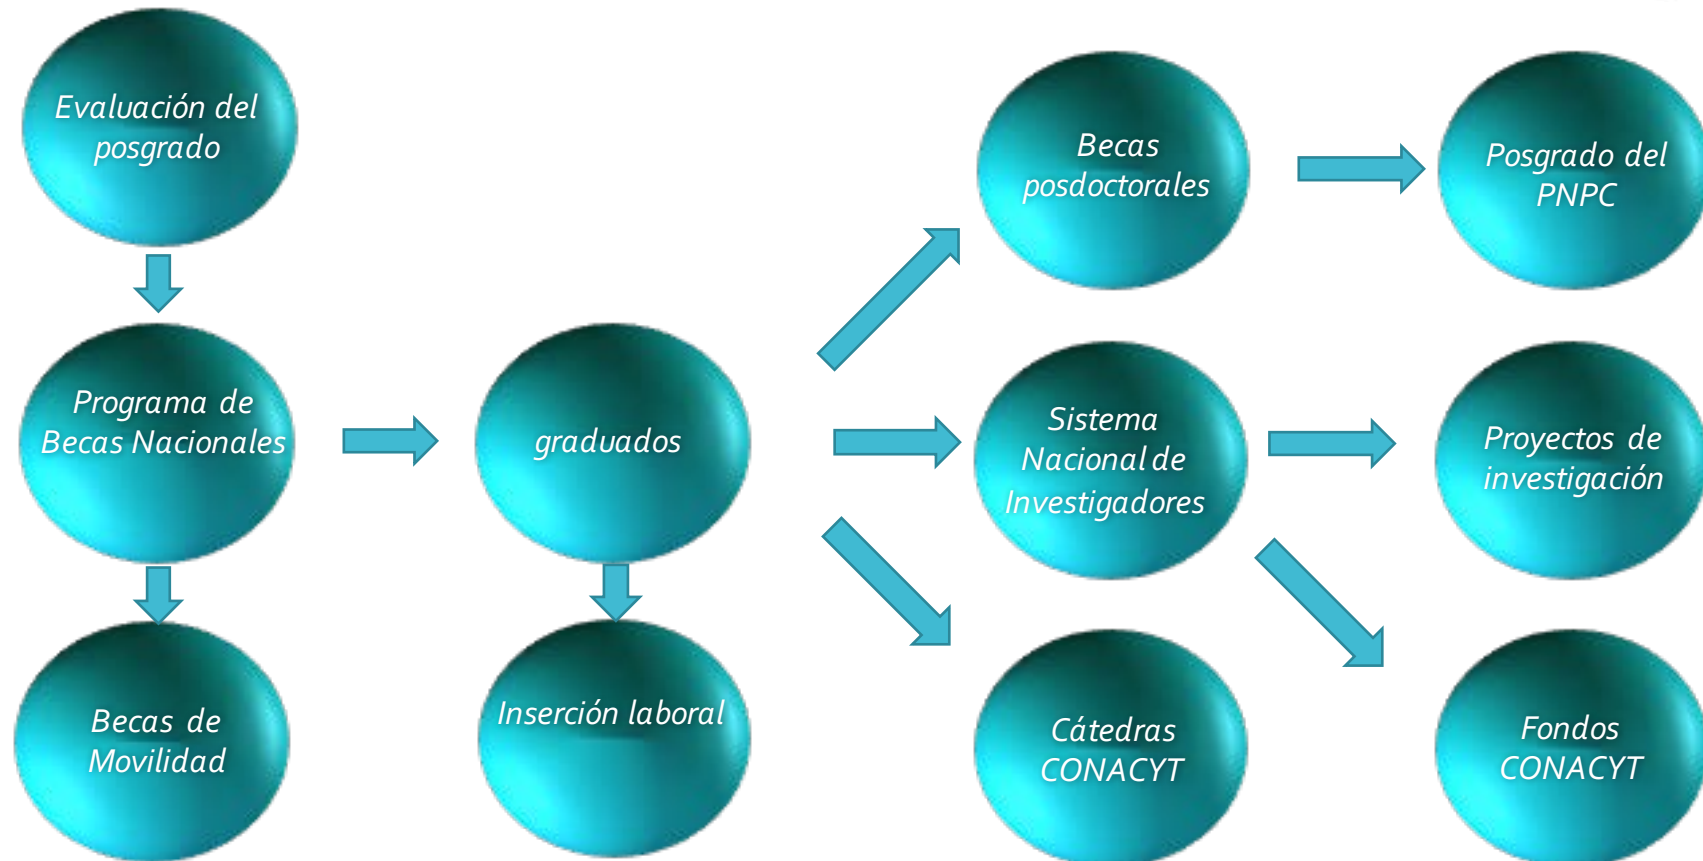 Evaluación del
posgrado
Programa de
Becas Nacionales
Becas de
Movilidad
graduados
Inserción laboral
Becas
posdoctorales
Sistema
Nacional de
Investigadores
Cátedras
CONACYT
Posgrado del
PNPC
Proyectos de
investigación
Fondos
CONACYT